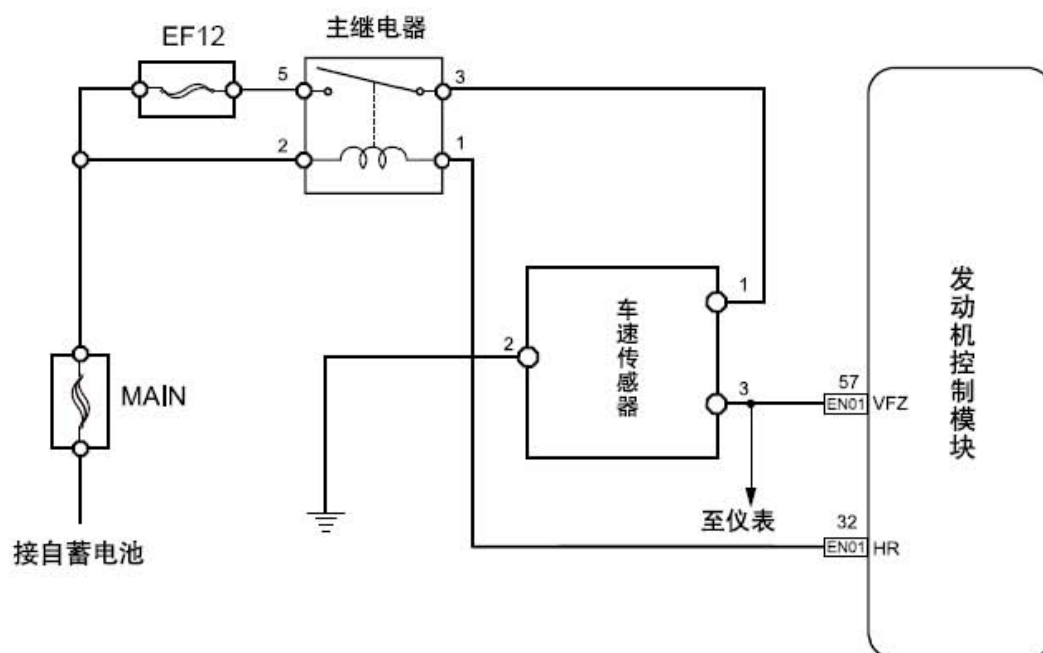 主继电器
EF12
5
3
2
1
车速传感器
1
2
3
发动机控制模块
57
EN01
VFZ
MAIN
至仪表
32
EN01
HR
接自蓄电池